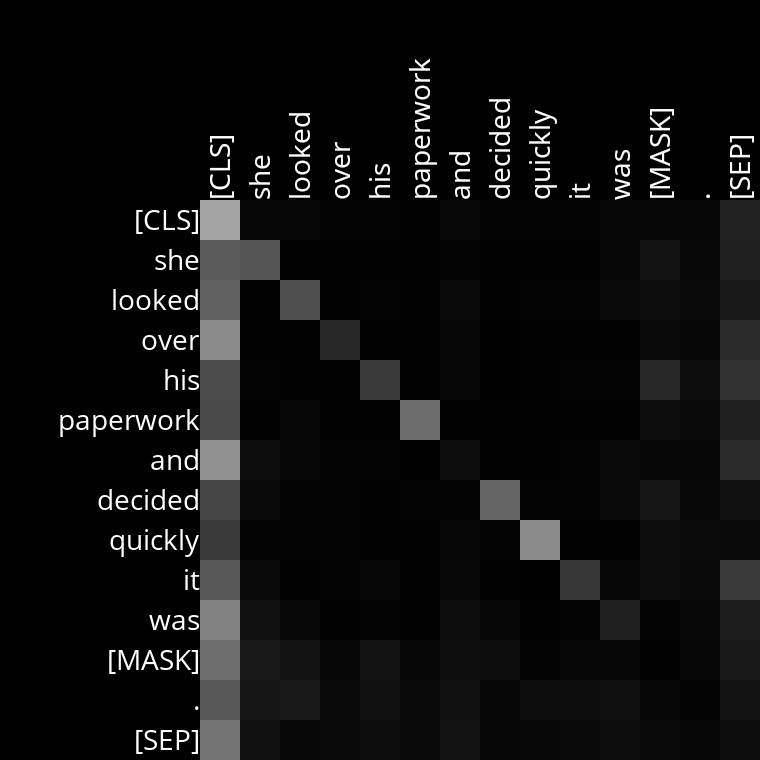 [CLS] she looked over his paperwork and decided quickly it was [MASK] . [SEP]
[CLS]
she
looked
over
his
paperwork
and
decided
quickly
it
was
[MASK]
.
[SEP]